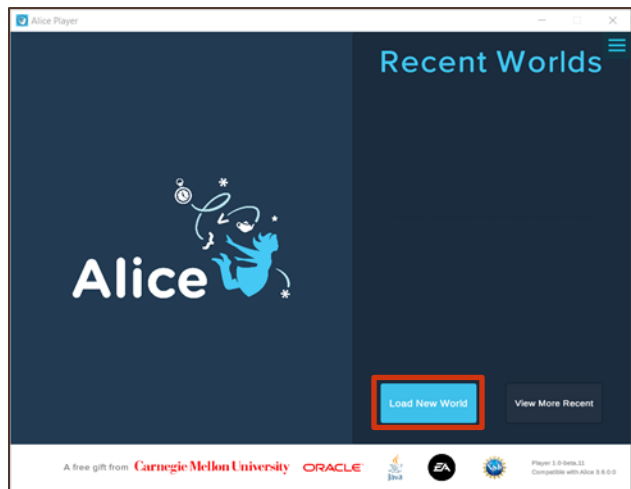 Alice Player
Recent Worlds
Alice
Load New World
View More Recent
A free gift from Carnegie Mellon University ORACLE Java EA NSF
Player 1.0-beta.11
Compatible with Alice 3.6.0.0